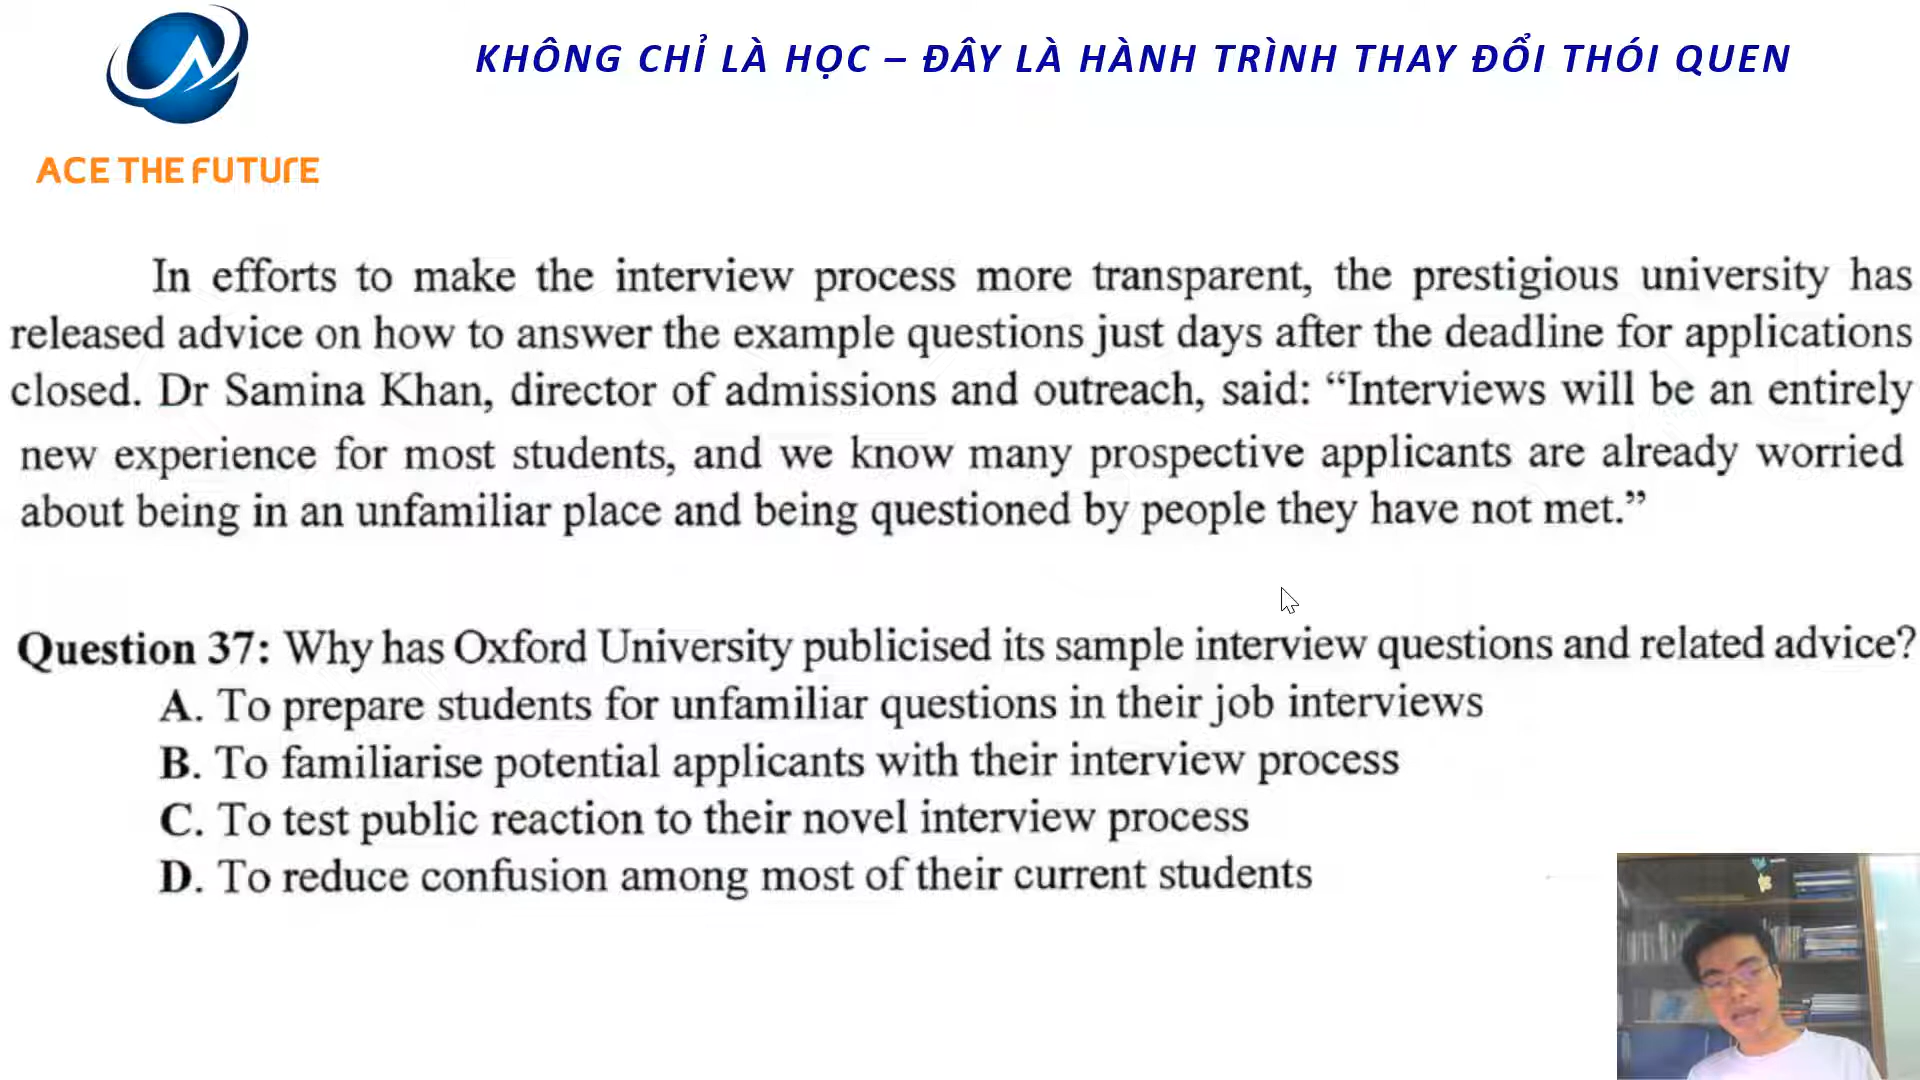 KHÔNG CHỈ LÀ HỌC – ĐÂY LÀ HÀNH TRÌNH THAY ĐỔI THÓI QUEN
ACE THE FUTURE
In efforts to make the interview process more transparent, the prestigious university has
released advice on how to answer the example questions just days after the deadline for applications
closed. Dr Samina Khan, director of admissions and outreach, said: “Interviews will be an entirely
new experience for most students, and we know many prospective applicants are already worried
about being in an unfamiliar place and being questioned by people they have not met.”
Question 37: Why has Oxford University publicised its sample interview questions and related advice?
A. To prepare students for unfamiliar questions in their job interviews
B. To familiarise potential applicants with their interview process
C. To test public reaction to their novel interview process
D. To reduce confusion among most of their current students